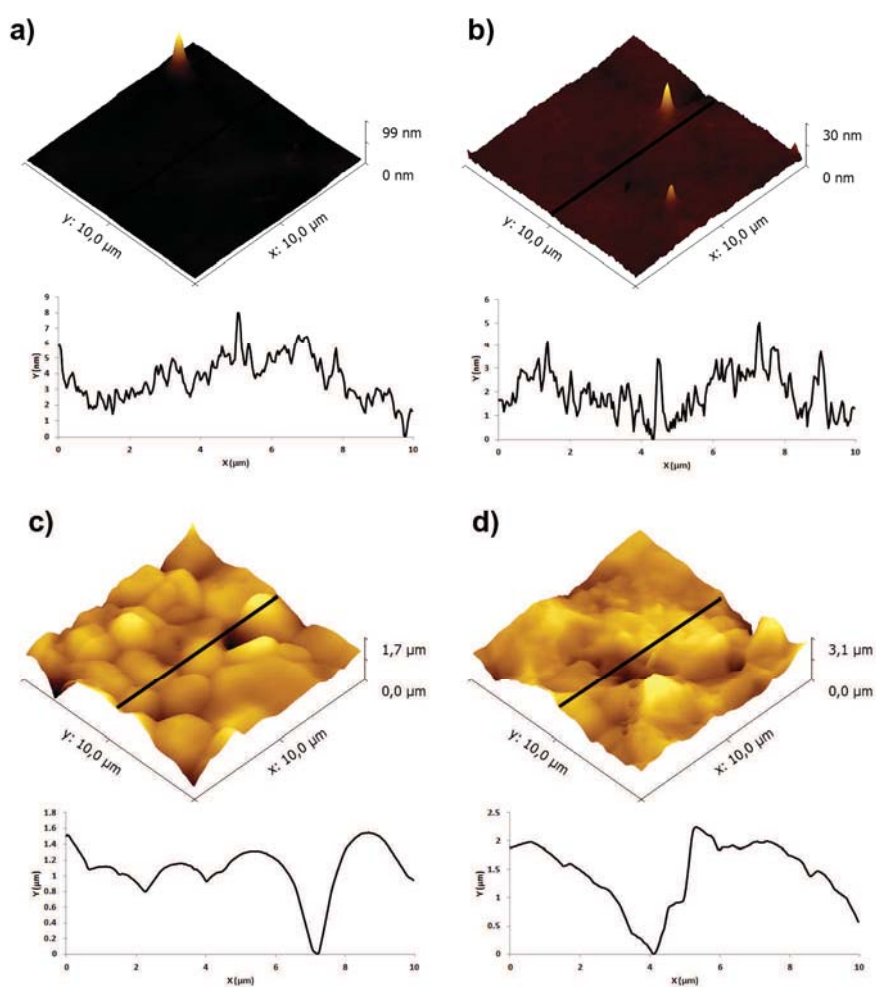 a)
99 nm
0 nm
y: 10,0 µm
x: 10,0 µm
9
8
7
6
5
4
3
2
1
0
Y (nm)
0 2 4 6 8 10
X (µm)
b)
30 nm
0 nm
y: 10,0 µm
x: 10,0 µm
6
5
4
3
2
1
0
Y (nm)
0 2 4 6 8 10
X (µm)
c)
1,7 µm
0,0 µm
y: 10,0 µm
x: 10,0 µm
1.8
1.6
1.4
1.2
1
0.8
0.6
0.4
0.2
0
Y (µm)
0 2 4 6 8 10
X (µm)
d)
3,1 µm
0,0 µm
y: 10,0 µm
x: 10,0 µm
2.5
2
1.5
1
0.5
0
Y (µm)
0 2 4 6 8 10
X (µm)